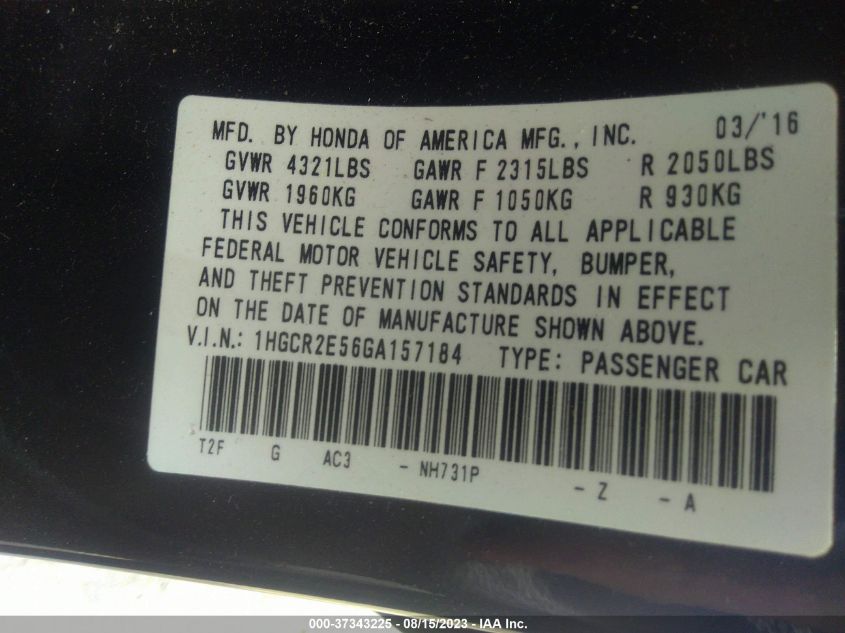 MFD. BY HONDA OF AMERICA MFG., INC. 03/'16
GVWR 4321LBS GAWR F 2315LBS R 2050LBS
GVWR 1960KG GAWR F 1050KG R 930KG
THIS VEHICLE CONFORMS TO ALL APPLICABLE
FEDERAL MOTOR VEHICLE SAFETY, BUMPER,
AND THEFT PREVENTION STANDARDS IN EFFECT
ON THE DATE OF MANUFACTURE SHOWN ABOVE.
V.I.N.: 1HGCR2E56GA157184 TYPE: PASSENGER CAR
T2F G AC3 - NH731P - Z - A
000-37343225 - 08/15/2023 - IAA Inc.